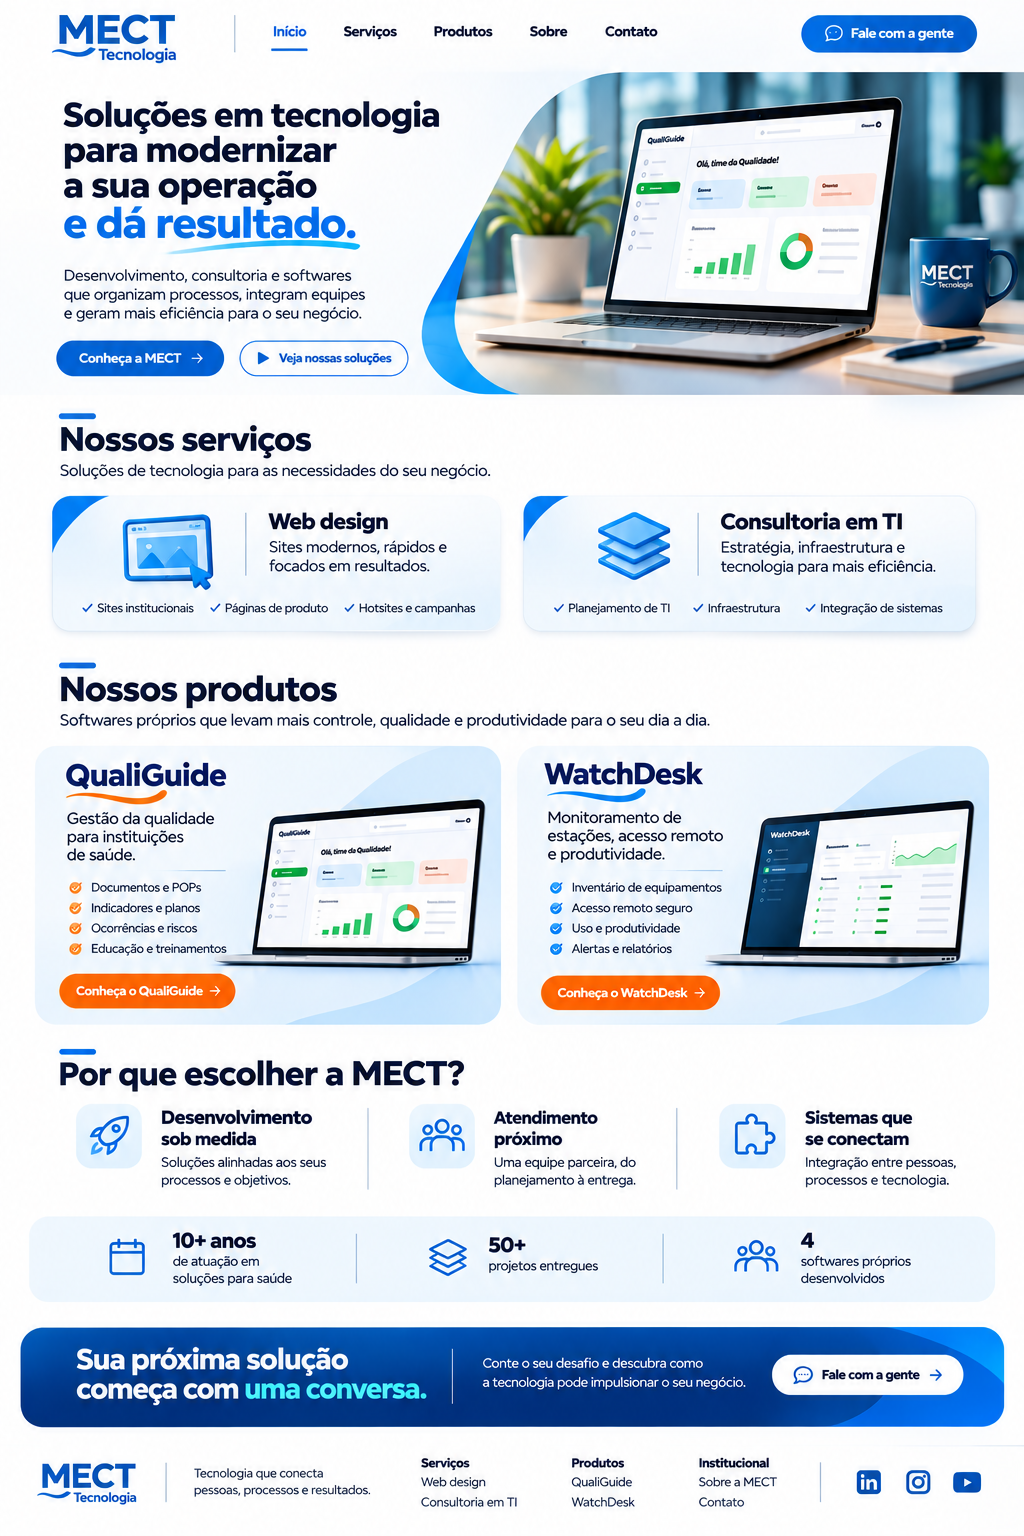 MECT
Tecnologia
Início
Serviços
Produtos
Sobre
Contato
Fale com a gente
Soluções em tecnologia
para modernizar
a sua operação
e dá resultado.
Desenvolvimento, consultoria e softwares
que organizam processos, integram equipes
e geram mais eficiência para o seu negócio.
Conheça a MECT
Veja nossas soluções
QualiGuide
Olá, time da Qualidade!
MECT
Tecnologia
Nossos serviços
Soluções de tecnologia para as necessidades do seu negócio.
Web design
Sites modernos, rápidos e
focados em resultados.
Sites institucionais
Páginas de produto
Hotsites e campanhas
Consultoria em TI
Estratégia, infraestrutura e
tecnologia para mais eficiência.
Planejamento de TI
Infraestrutura
Integração de sistemas
Nossos produtos
Softwares próprios que levam mais controle, qualidade e produtividade para o seu dia a dia.
QualiGuide
Gestão da qualidade
para instituições
de saúde.
Documentos e POPs
Indicadores e planos
Ocorrências e riscos
Educação e treinamentos
Conheça o QualiGuide
QualiGuide
Olá, time da Qualidade!
WatchDesk
Monitoramento de
estações, acesso remoto
e produtividade.
Inventário de equipamentos
Acesso remoto seguro
Uso e produtividade
Alertas e relatórios
Conheça o WatchDesk
WatchDesk
Por que escolher a MECT?
Desenvolvimento
sob medida
Soluções alinhadas aos seus
processos e objetivos.
Atendimento
próximo
Uma equipe parceira, do
planejamento à entrega.
Sistemas que
se conectam
Integração entre pessoas,
processos e tecnologia.
10+ anos
de atuação em
soluções para saúde
50+
projetos entregues
4
softwares próprios
desenvolvidos
Sua próxima solução
começa com uma conversa.
Conte o seu desafio e descubra como
a tecnologia pode impulsionar o seu negócio.
Fale com a gente
MECT
Tecnologia
Tecnologia que conecta
pessoas, processos e resultados.
Serviços
Web design
Consultoria em TI
Produtos
QualiGuide
WatchDesk
Institucional
Sobre a MECT
Contato
in